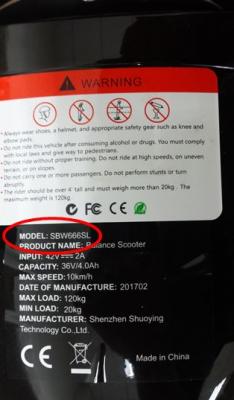 WARNING
• Always wear shoes, a helmet, and appropriate safety gear such as knee and
elbow pads.
• Do not ride this vehicle after consuming alcohol or drugs. You must comply
with local laws and give way to pedestrians.
• Do not ride without proper training. Do not ride at high speeds, on uneven
terrain, or on slopes.
• Do not carry one or more passengers. Do not perform stunts or turn
abruptly.
• The rider should be over 4' tall and must weigh more than 20kg . The
maximum weight is 120kg.
FC CE
MODEL: SBW666SL
PRODUCT NAME: Balance Scooter
INPUT: 42V 2A
CAPACITY: 36V/4.0Ah
MAX SPEED:10km/h
DATE OF MANUFACTURE: 201702
MAX LOAD: 120kg
MIN LOAD: 20kg
MANUFACTURER: Shenzhen Shuoying
Technology Co.,Ltd.
CE Made in China